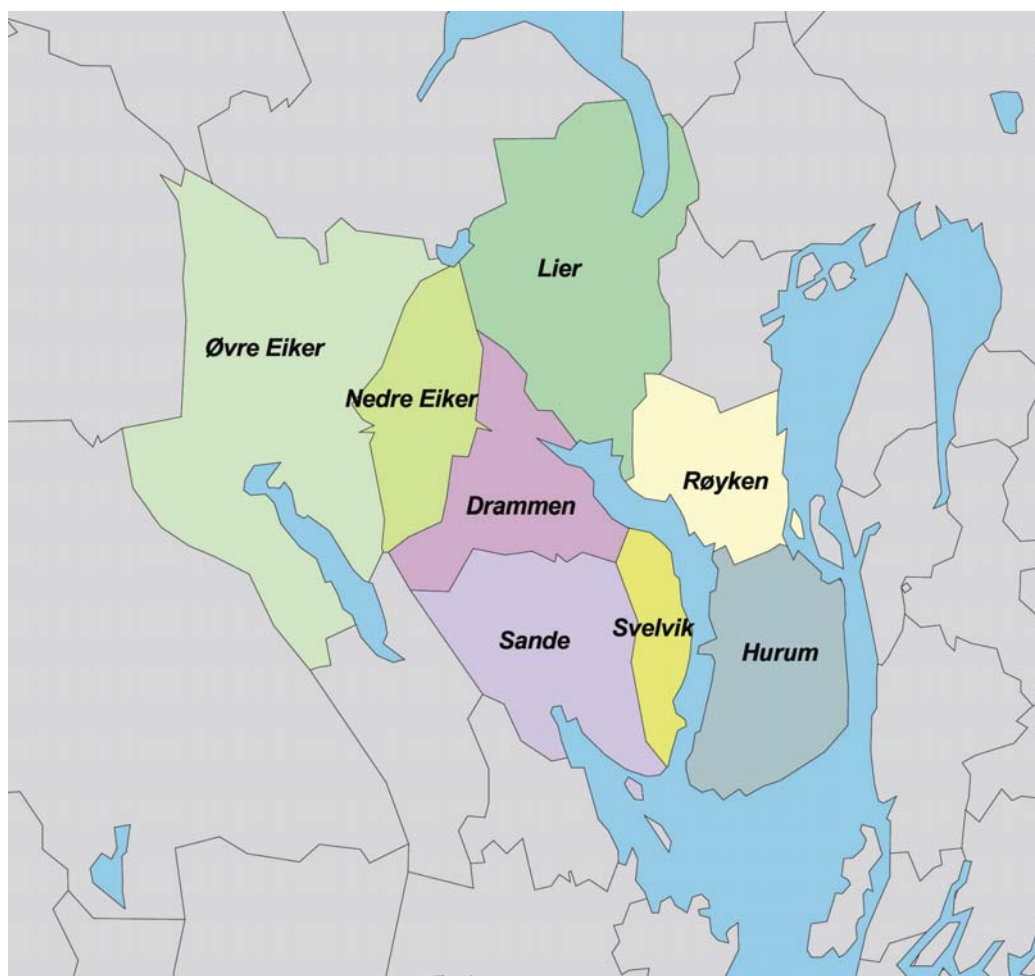 Lier
Øvre Eiker
Nedre Eiker
Røyken
Drammen
Svelvik
Sande
Hurum